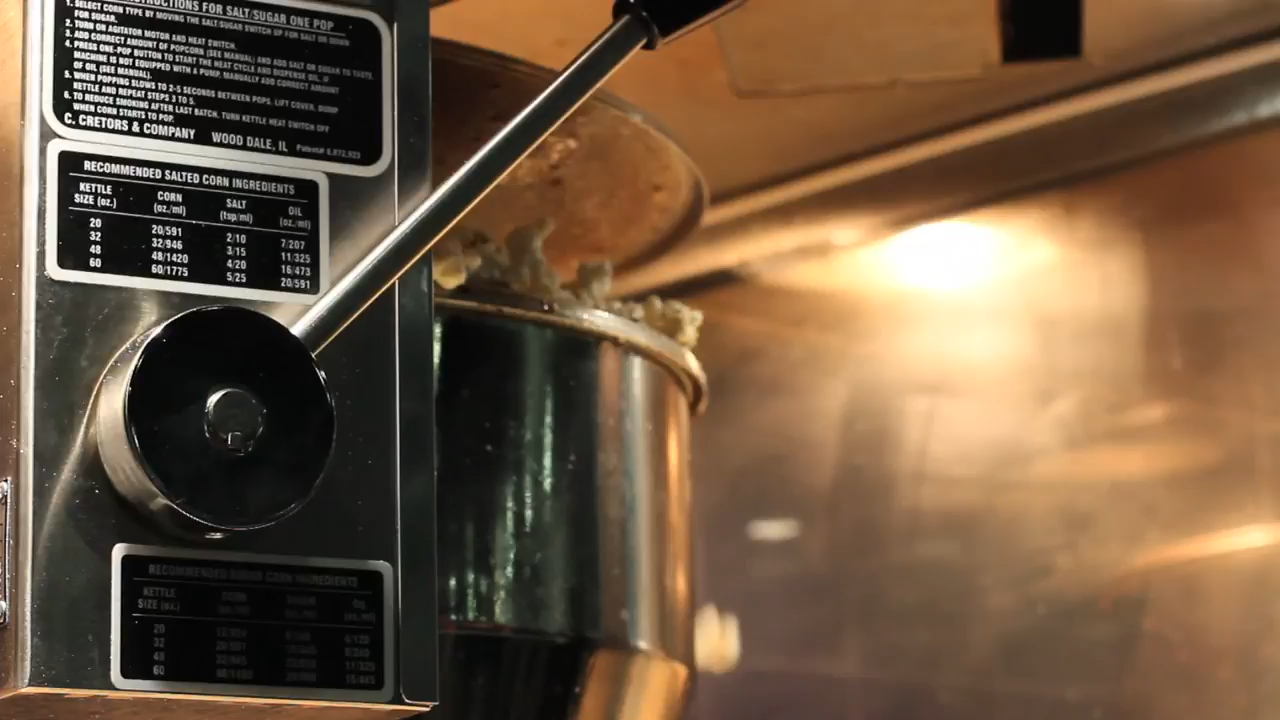 INSTRUCTIONS FOR SALT/SUGAR ONE POP
1. SELECT CORN TYPE BY MOVING THE SALT/SUGAR SWITCH UP FOR SALT OR DOWN
FOR SUGAR.
2. TURN ON AGITATOR MOTOR AND HEAT SWITCH.
3. ADD CORRECT AMOUNT OF POPCORN (SEE MANUAL) AND ADD SALT OR SUGAR TO TASTE.
4. PRESS ONE-POP BUTTON TO START THE HEAT CYCLE AND DISPENSE OIL. IF
MACHINE IS NOT EQUIPPED WITH A PUMP, MANUALLY ADD CORRECT AMOUNT
OF OIL (SEE MANUAL).
5. WHEN POPPING SLOWS TO 2-5 SECONDS BETWEEN POPS, LIFT COVER, DUMP
KETTLE AND REPEAT STEPS 3 TO 5.
6. TO REDUCE SMOKING AFTER LAST BATCH, TURN KETTLE HEAT SWITCH OFF
WHEN CORN STARTS TO POP.
C. CRETORS & COMPANY WOOD DALE, IL
RECOMMENDED SALTED CORN INGREDIENTS
KETTLE SIZE (oz.) CORN (oz./ml) SALT (tsp/ml) OIL (oz./ml)
20 20/591 2/10 7/207
32 32/946 3/15 11/325
48 48/1420 4/20 16/473
60 60/1775 5/25 20/591
RECOMMENDED CORN INGREDIENTS
KETTLE SIZE (oz.) OIL
20 4/120
32
48 11/325
60